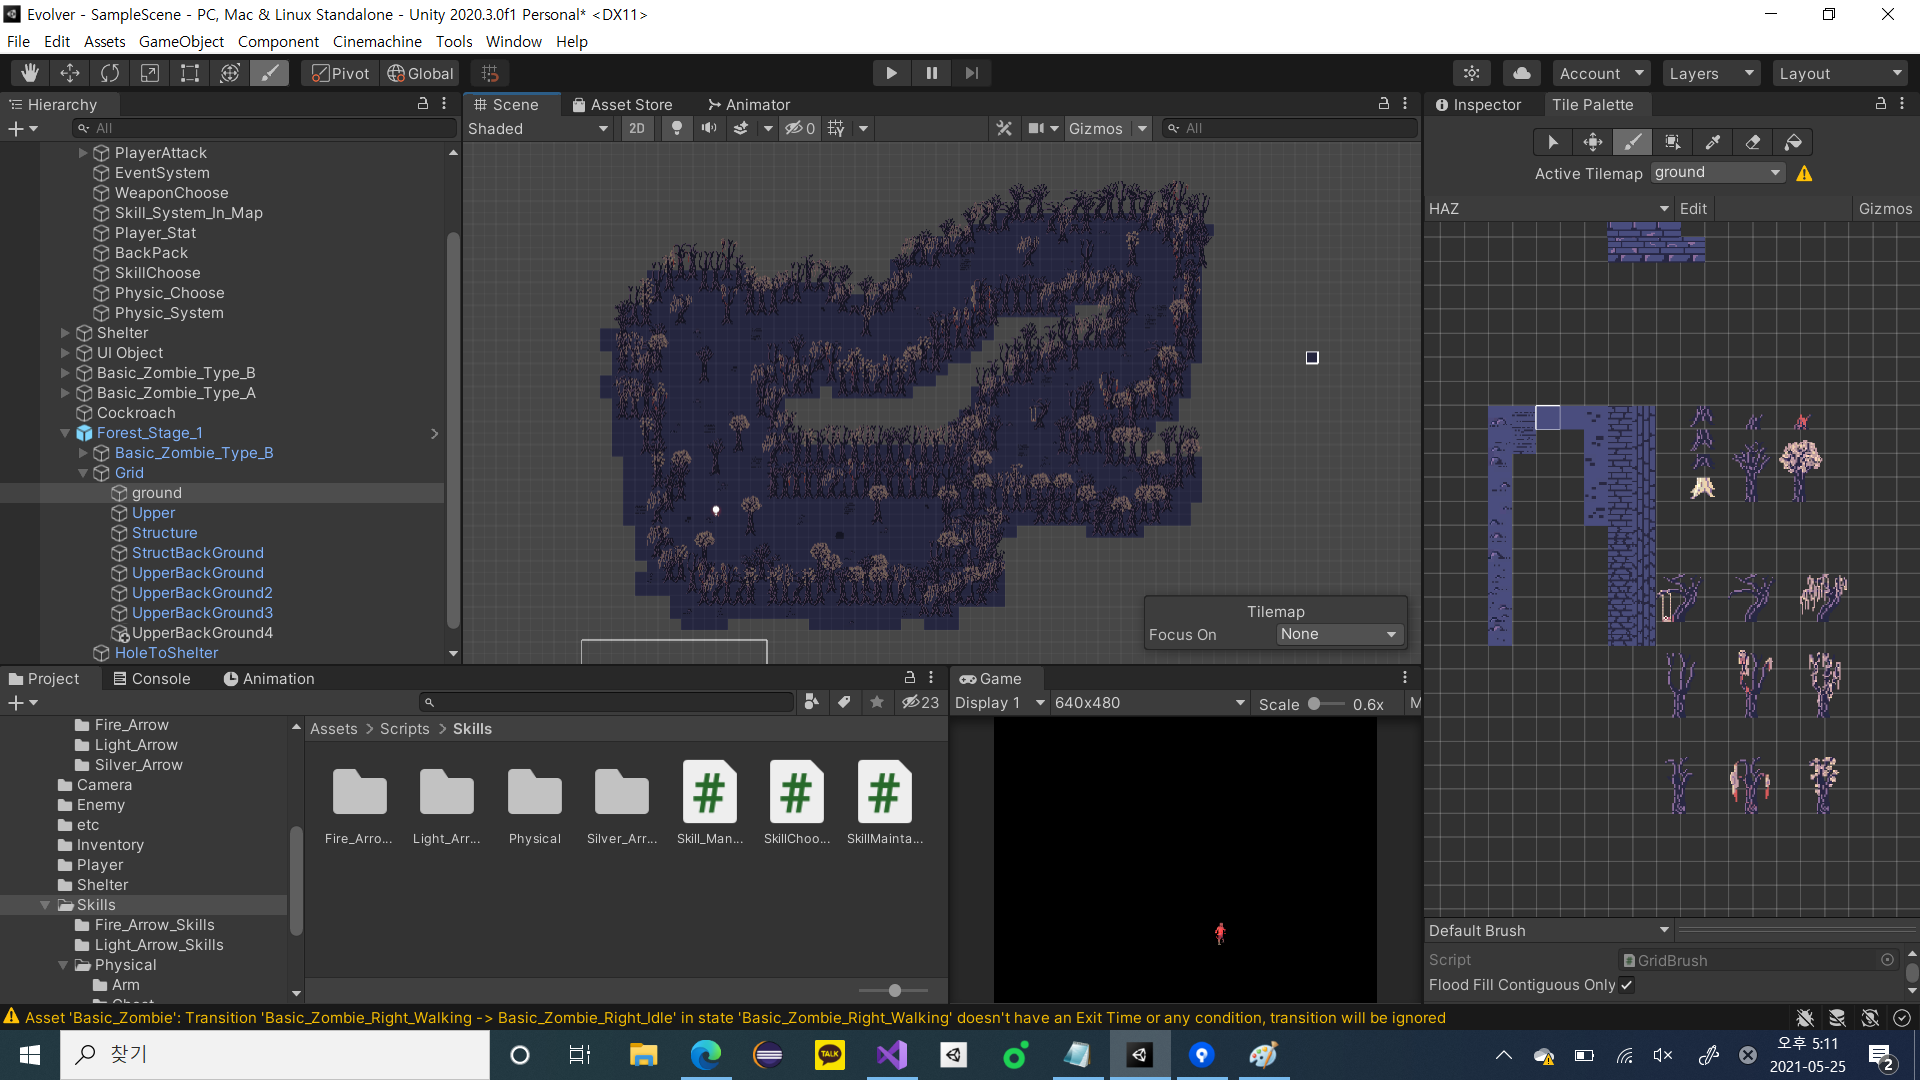 Evolver - SampleScene - PC, Mac & Linux Standalone - Unity 2020.3.0f1 Personal* <DX11>
File Edit Assets GameObject Component Cinemachine Tools Window Help
Pivot Global Account Layers Layout
Hierarchy
All
PlayerAttack
EventSystem
WeaponChoose
Skill_System_In_Map
Player_Stat
BackPack
SkillChoose
Physic_Choose
Physic_System
Shelter
UI Object
Basic_Zombie_Type_B
Basic_Zombie_Type_A
Cockroach
Forest_Stage_1
Basic_Zombie_Type_B
Grid
ground
Upper
Structure
StructBackGround
UpperBackGround
UpperBackGround2
UpperBackGround3
UpperBackGround4
HoleToShelter
Scene Asset Store Animator
Shaded 2D 0 Gizmos All
Tilemap
Focus On None
Inspector Tile Palette
Active Tilemap ground
HAZ Edit Gizmos
Default Brush
Script GridBrush
Flood Fill Contiguous Only
Project Console Animation
23
Fire_Arrow
Light_Arrow
Silver_Arrow
Camera
Enemy
etc
Inventory
Player
Shelter
Skills
Fire_Arrow_Skills
Light_Arrow_Skills
Physical
Arm
Assets > Scripts > Skills
Fire_Arro... Light_Arr... Physical Silver_Arr... Skill_Man... SkillChoo... SkillMainta...
Game
Display 1 640x480 Scale 0.6x M
Asset 'Basic_Zombie': Transition 'Basic_Zombie_Right_Walking -> Basic_Zombie_Right_Idle' in state 'Basic_Zombie_Right_Walking' doesn't have an Exit Time or any condition, transition will be ignored
찾기
TALK
오후 5:11
2021-05-25
2